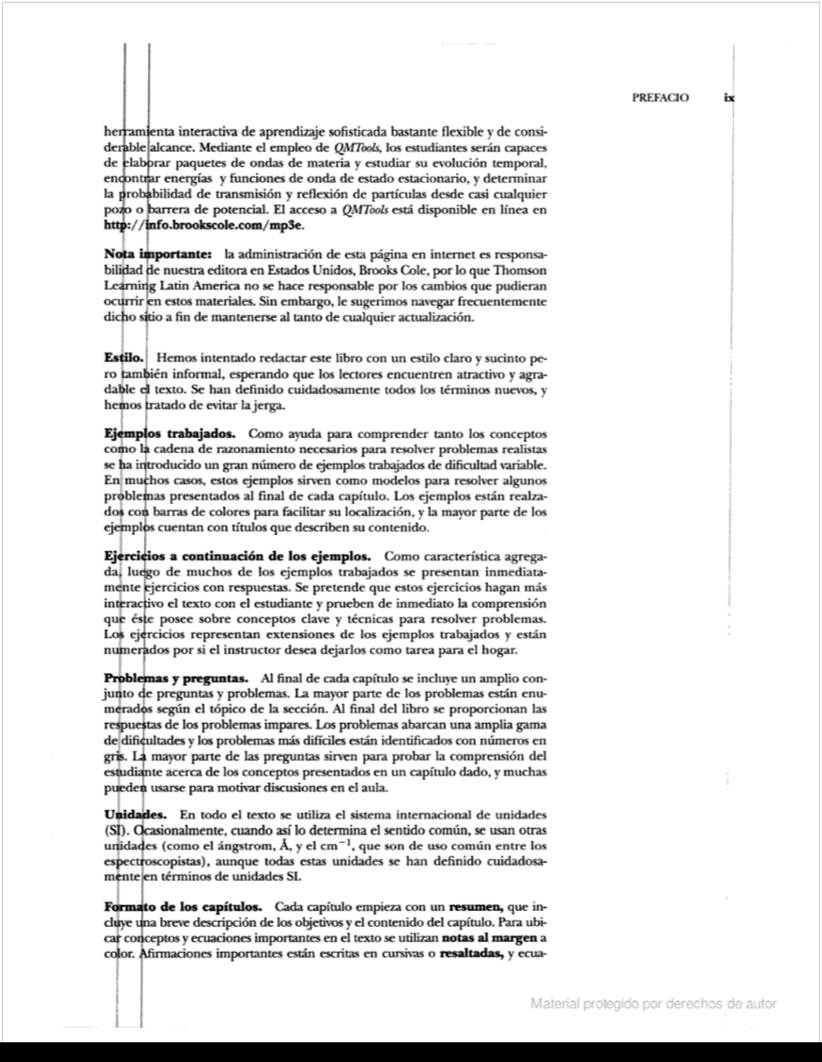 PREFACIO ix
herramienta interactiva de aprendizaje sofisticada bastante flexible y de consi-
derable alcance. Mediante el empleo de QMTools, los estudiantes serán capaces
de elaborar paquetes de ondas de materia y estudiar su evolución temporal,
encontrar energías y funciones de onda de estado estacionario, y determinar
la probabilidad de transmisión y reflexión de partículas desde casi cualquier
pozo o barrera de potencial. El acceso a QMTools está disponible en línea en
http://info.brookscole.com/mp3e.
Nota importante: la administración de esta página en internet es responsa-
bilidad de nuestra editora en Estados Unidos, Brooks Cole, por lo que Thomson
Learning Latin America no se hace responsable por los cambios que pudieran
ocurrir en estos materiales. Sin embargo, le sugerimos navegar frecuentemente
dicho sitio a fin de mantenerse al tanto de cualquier actualización.
Estilo. Hemos intentado redactar este libro con un estilo claro y sucinto pe-
ro también informal, esperando que los lectores encuentren atractivo y agra-
dable el texto. Se han definido cuidadosamente todos los términos nuevos, y
hemos tratado de evitar la jerga.
Ejemplos trabajados. Como ayuda para comprender tanto los conceptos
como la cadena de razonamiento necesarios para resolver problemas realistas
se ha introducido un gran número de ejemplos trabajados de dificultad variable.
En muchos casos, estos ejemplos sirven como modelos para resolver algunos
problemas presentados al final de cada capítulo. Los ejemplos están realza-
dos con barras de colores para facilitar su localización, y la mayor parte de los
ejemplos cuentan con títulos que describen su contenido.
Ejercicios a continuación de los ejemplos. Como característica agrega-
da, luego de muchos de los ejemplos trabajados se presentan inmediata-
mente ejercicios con respuestas. Se pretende que estos ejercicios hagan más
interactivo el texto con el estudiante y prueben de inmediato la comprensión
que éste posee sobre conceptos clave y técnicas para resolver problemas.
Los ejercicios representan extensiones de los ejemplos trabajados y están
numerados por si el instructor desea dejarlos como tarea para el hogar.
Problemas y preguntas. Al final de cada capítulo se incluye un amplio con-
junto de preguntas y problemas. La mayor parte de los problemas están enu-
merados según el tópico de la sección. Al final del libro se proporcionan las
respuestas de los problemas impares. Los problemas abarcan una amplia gama
de dificultades y los problemas más difíciles están identificados con números en
gris. La mayor parte de las preguntas sirven para probar la comprensión del
estudiante acerca de los conceptos presentados en un capítulo dado, y muchas
pueden usarse para motivar discusiones en el aula.
Unidades. En todo el texto se utiliza el sistema internacional de unidades
(SI). Ocasionalmente, cuando así lo determina el sentido común, se usan otras
unidades (como el ángstrom, Å, y el cm⁻¹, que son de uso común entre los
espectroscopistas), aunque todas estas unidades se han definido cuidadosa-
mente en términos de unidades SI.
Formato de los capítulos. Cada capítulo empieza con un resumen, que in-
cluye una breve descripción de los objetivos y el contenido del capítulo. Para ubi-
car conceptos y ecuaciones importantes en el texto se utilizan notas al margen a
color. Afirmaciones importantes están escritas en cursivas o resaltadas, y ecua-
Material protegido por derechos de autor